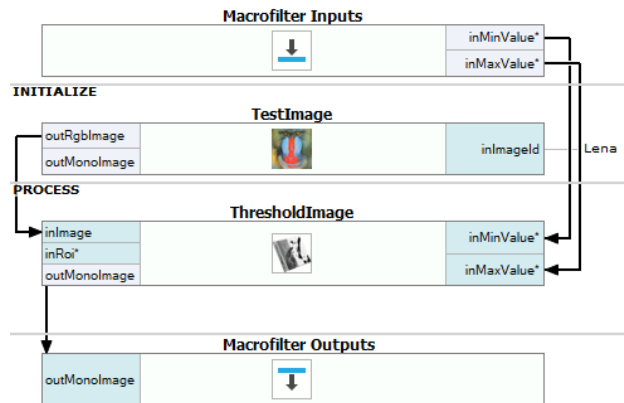 Macrofilter Inputs
inMinValue*
inMaxValue*
INITIALIZE
TestImage
outRgbImage
outMonoImage
inImageId
Lena
PROCESS
ThresholdImage
inImage
inRoi*
outMonoImage
inMinValue*
inMaxValue*
Macrofilter Outputs
outMonoImage